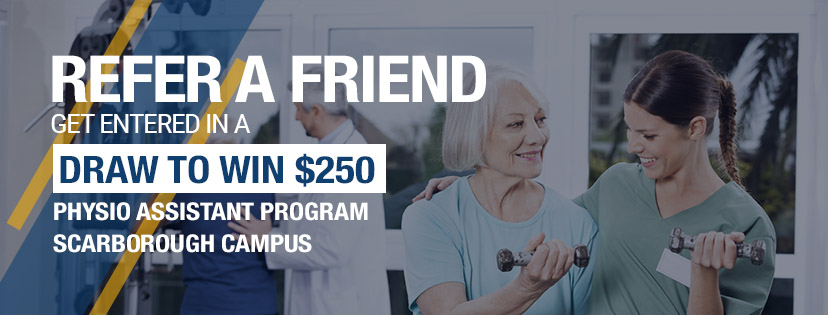 REFER A FRIEND
GET ENTERED IN A
DRAW TO WIN $250
PHYSIO ASSISTANT PROGRAM
SCARBOROUGH CAMPUS